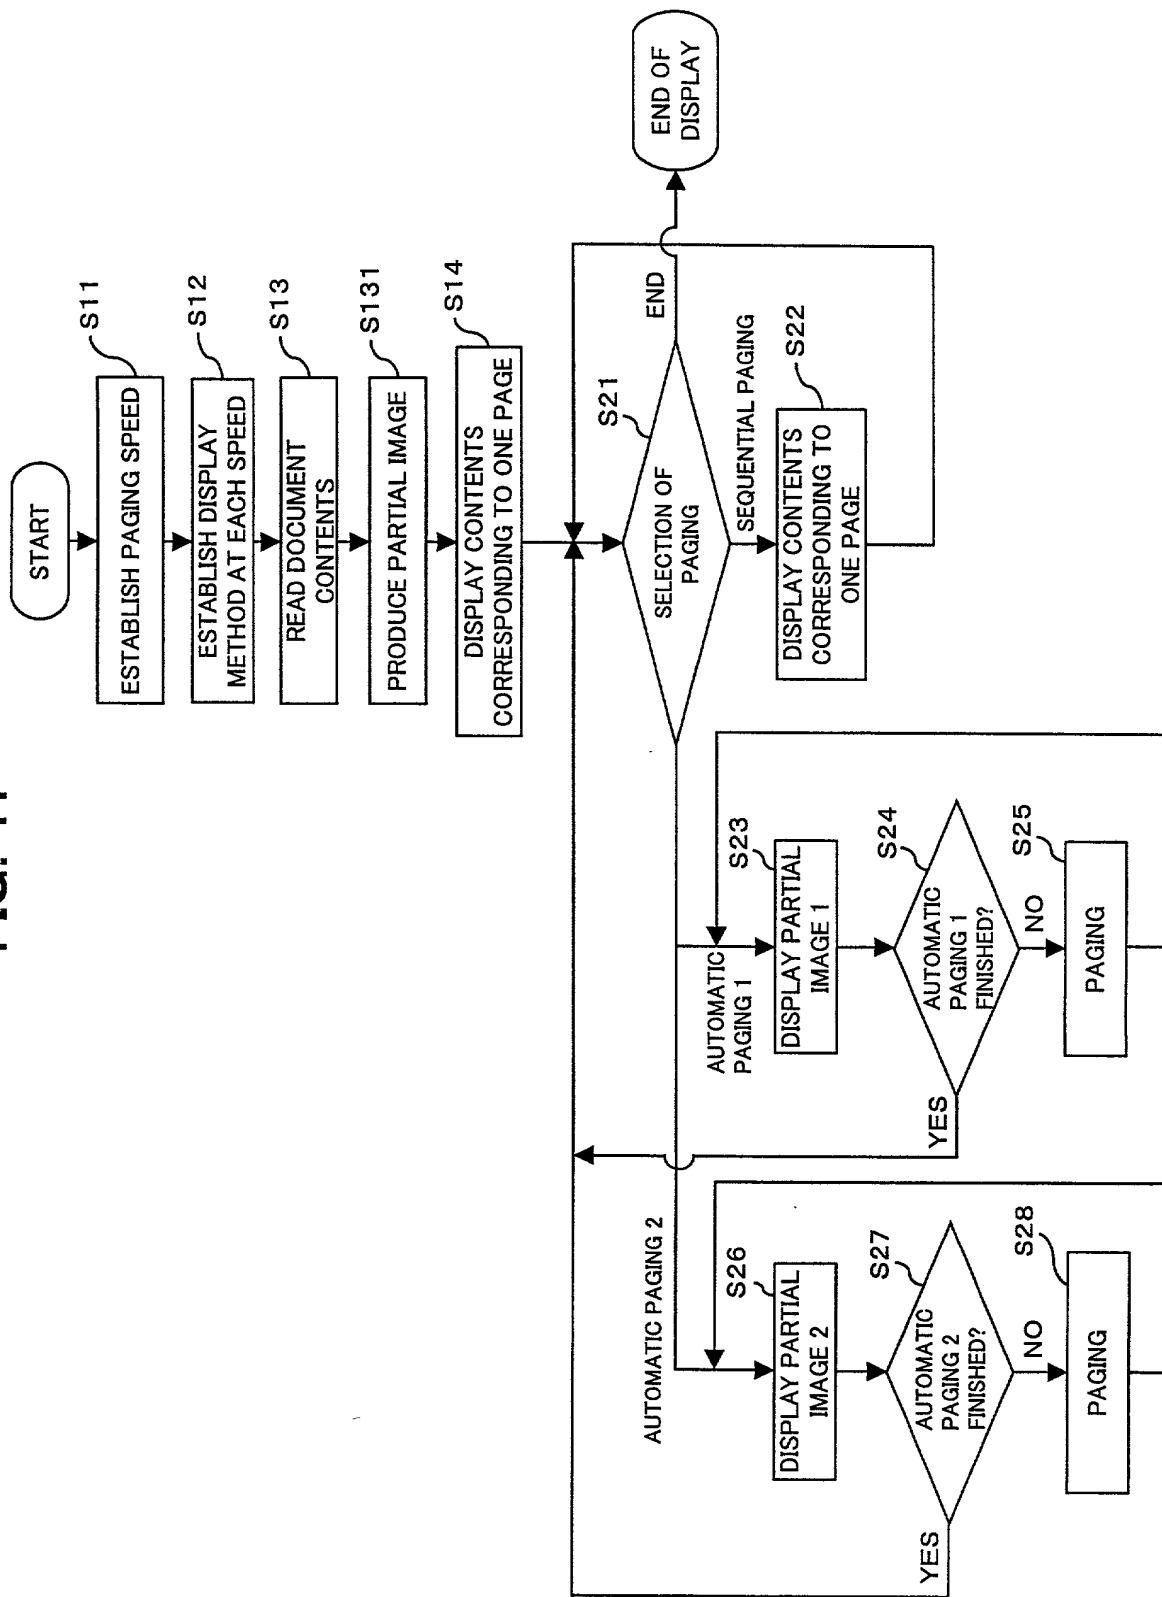 START
S11
ESTABLISH PAGING SPEED
S12
ESTABLISH DISPLAY
METHOD AT EACH SPEED
S13
READ DOCUMENT
CONTENTS
S131
PRODUCE PARTIAL IMAGE
S14
DISPLAY CONTENTS
CORRESPONDING TO ONE PAGE
S21
SELECTION OF
PAGING
END
END OF
DISPLAY
SEQUENTIAL PAGING
S22
DISPLAY CONTENTS
CORRESPONDING TO
ONE PAGE
AUTOMATIC
PAGING 1
S23
DISPLAY PARTIAL
IMAGE 1
S24
AUTOMATIC
PAGING 1
FINISHED?
YES
NO
S25
PAGING
AUTOMATIC PAGING 2
S26
DISPLAY PARTIAL
IMAGE 2
S27
AUTOMATIC
PAGING 2
FINISHED?
YES
NO
S28
PAGING